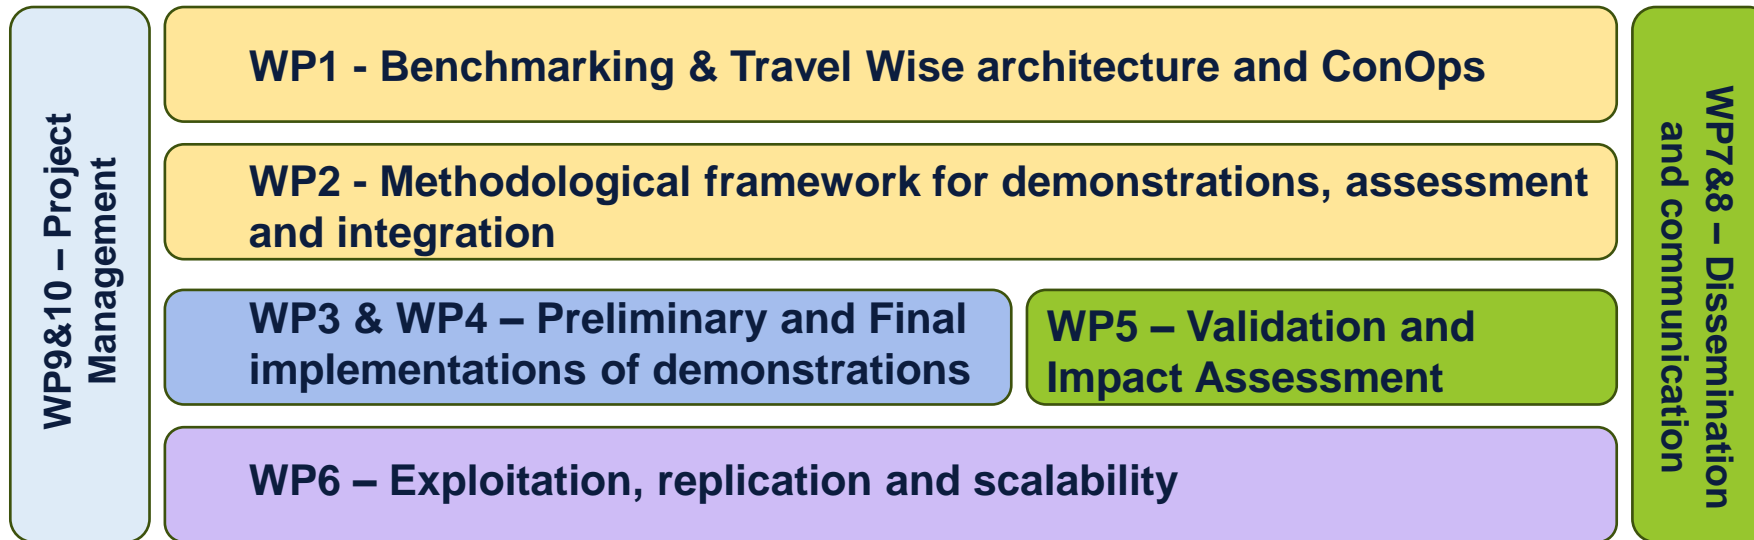 WP9&10 – Project
Management
WP1 - Benchmarking & Travel Wise architecture and ConOps
WP2 - Methodological framework for demonstrations, assessment
and integration
WP3 & WP4 – Preliminary and Final
implementations of demonstrations
WP5 – Validation and
Impact Assessment
WP6 – Exploitation, replication and scalability
WP7&8 – Dissemination
and communication